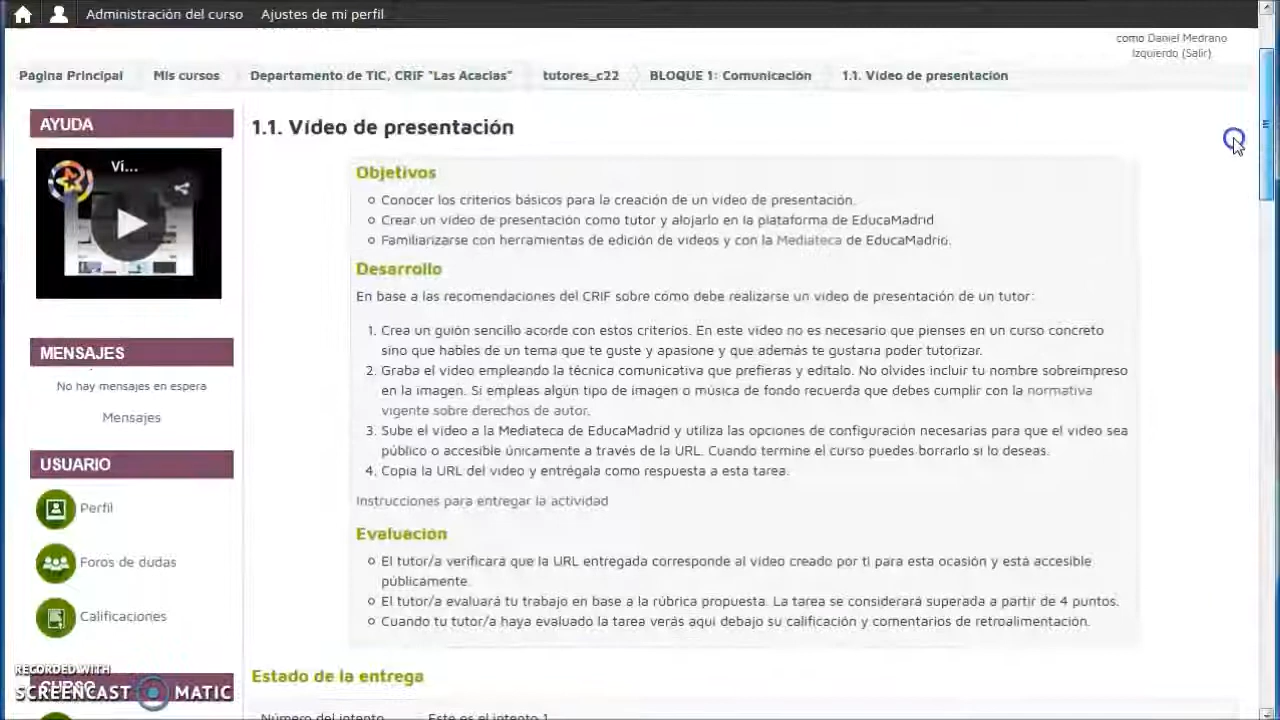 Administración del curso Ajustes de mi perfil
como Daniel Medrano
Izquierdo (Salir)
Página Principal Mis cursos Departamento de TIC, CRIF "Las Acacias" tutores_c22 BLOQUE 1: Comunicación 1.1. Vídeo de presentación
AYUDA
Ví...
1.1. Vídeo de presentación
Objetivos
Conocer los criterios básicos para la creación de un vídeo de presentación.
Crear un vídeo de presentación como tutor y alojarlo en la plataforma de EducaMadrid
Familiarizarse con herramientas de edición de vídeos y con la Mediateca de EducaMadrid.
Desarrollo
En base a las recomendaciones del CRIF sobre cómo debe realizarse un vídeo de presentación de un tutor:
1. Crea un guión sencillo acorde con estos criterios. En este vídeo no es necesario que pienses en un curso concreto
sino que hables de un tema que te guste y apasione y que además te gustaría poder tutorizar.
2. Graba el vídeo empleando la técnica comunicativa que prefieras y edítalo. No olvides incluir tu nombre sobreimpreso
en la imagen. Si empleas algún tipo de imagen o música de fondo recuerda que debes cumplir con la normativa
vigente sobre derechos de autor.
3. Sube el vídeo a la Mediateca de EducaMadrid y utiliza las opciones de configuración necesarias para que el vídeo sea
público o accesible únicamente a través de la URL. Cuando termine el curso puedes borrarlo si lo deseas.
4. Copia la URL del vídeo y entrégala como respuesta a esta tarea.
Instrucciones para entregar la actividad
Evaluación
El tutor/a verificará que la URL entregada corresponde al vídeo creado por ti para esta ocasión y está accesible
públicamente.
El tutor/a evaluará tu trabajo en base a la rúbrica propuesta. La tarea se considerará superada a partir de 4 puntos.
Cuando tu tutor/a haya evaluado la tarea verás aquí debajo su calificación y comentarios de retroalimentación.
Estado de la entrega
Número del intento Este es el intento 1
MENSAJES
No hay mensajes en espera
Mensajes
USUARIO
Perfil
Foros de dudas
Calificaciones
CURSO
RECORDED WITH
SCREENCAST MATIC